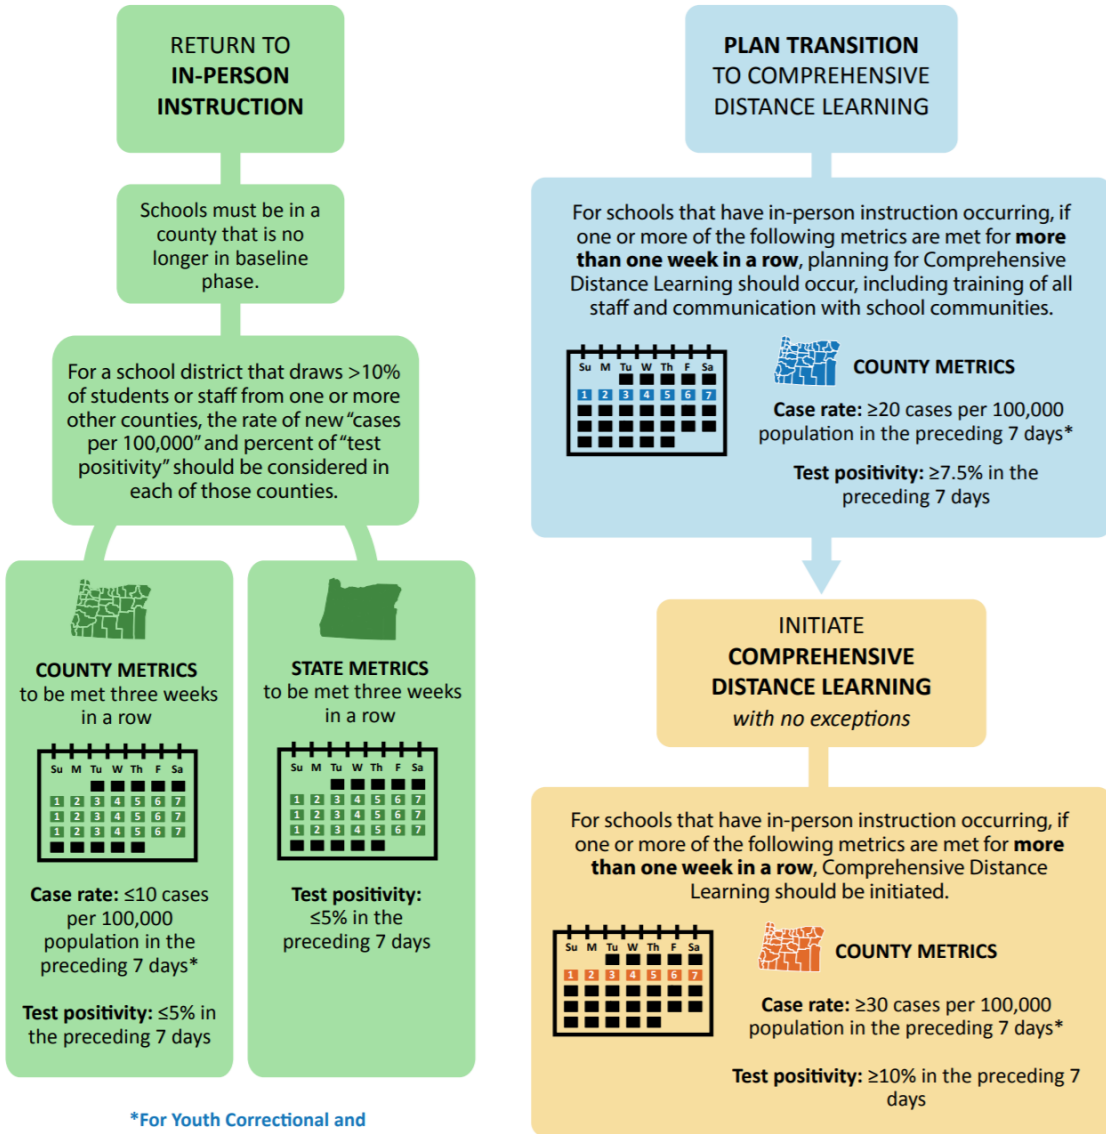 RETURN TO
IN-PERSON
INSTRUCTION
Schools must be in a
county that is no
longer in baseline
phase.
For a school district that draws >10%
of students or staff from one or more
other counties, the rate of new “cases
per 100,000” and percent of “test
positivity” should be considered in
each of those counties.
COUNTY METRICS
to be met three weeks
in a row
Su M Tu W Th F Sa
1 2 3 4 5 6 7
1 2 3 4 5 6 7
1 2 3 4 5 6 7
Case rate: ≤10 cases
per 100,000
population in the
preceding 7 days*
Test positivity: ≤5% in
the preceding 7 days
STATE METRICS
to be met three weeks
in a row
Su M Tu W Th F Sa
1 2 3 4 5 6 7
1 2 3 4 5 6 7
1 2 3 4 5 6 7
Test positivity:
≤5% in the
preceding 7 days
*For Youth Correctional and
PLAN TRANSITION
TO COMPREHENSIVE
DISTANCE LEARNING
For schools that have in-person instruction occurring, if
one or more of the following metrics are met for more
than one week in a row, planning for Comprehensive
Distance Learning should occur, including training of all
staff and communication with school communities.
Su M Tu W Th F Sa
1 2 3 4 5 6 7
COUNTY METRICS
Case rate: ≥20 cases per 100,000
population in the preceding 7 days*
Test positivity: ≥7.5% in the
preceding 7 days
INITIATE
COMPREHENSIVE
DISTANCE LEARNING
with no exceptions
For schools that have in-person instruction occurring, if
one or more of the following metrics are met for more
than one week in a row, Comprehensive Distance
Learning should be initiated.
Su M Tu W Th F Sa
1 2 3 4 5 6 7
COUNTY METRICS
Case rate: ≥30 cases per 100,000
population in the preceding 7 days*
Test positivity: ≥10% in the preceding 7
days